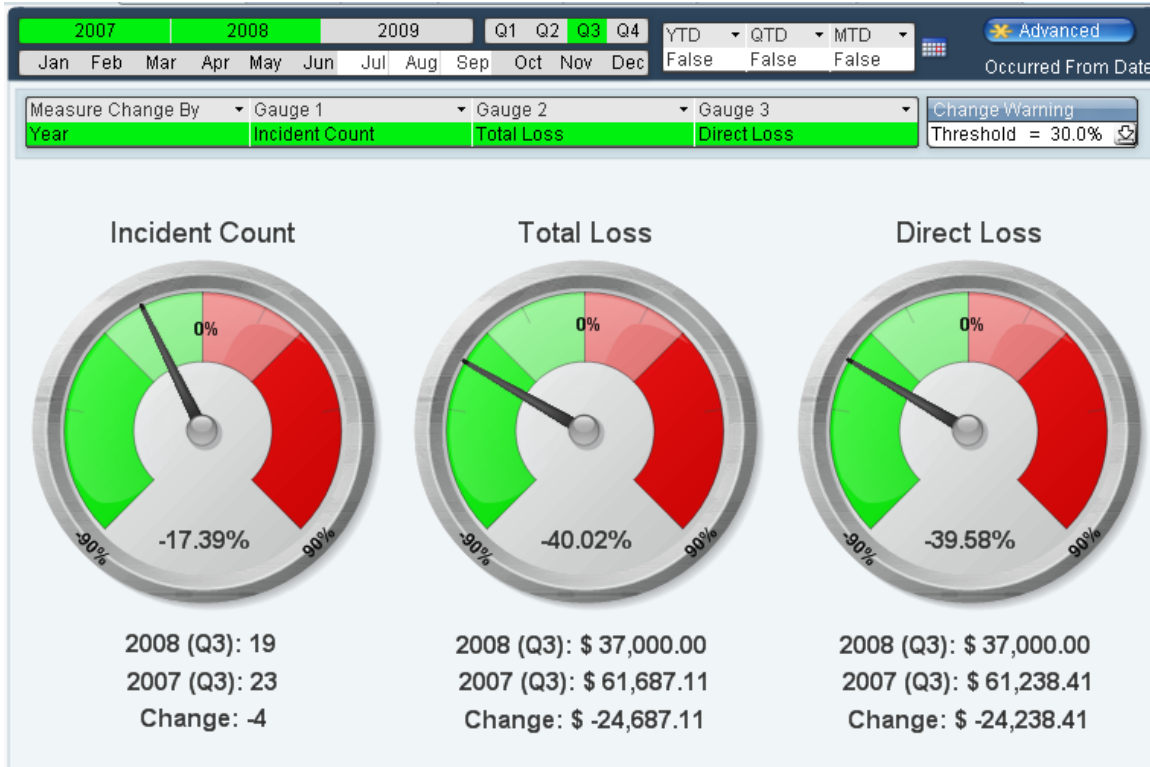 2007 2008 2009 Q1 Q2 Q3 Q4 YTD QTD MTD Advanced
Jan Feb Mar Apr May Jun Jul Aug Sep Oct Nov Dec False False False Occurred From Date
Measure Change By Gauge 1 Gauge 2 Gauge 3 Change Warning
Year Incident Count Total Loss Direct Loss Threshold = 30.0%
Incident Count Total Loss Direct Loss
0% 0% 0%
-90% -17.39% 90% -90% -40.02% 90% -90% -39.58% 90%
2008 (Q3): 19 2008 (Q3): $ 37,000.00 2008 (Q3): $ 37,000.00
2007 (Q3): 23 2007 (Q3): $ 61,687.11 2007 (Q3): $ 61,238.41
Change: -4 Change: $ -24,687.11 Change: $ -24,238.41